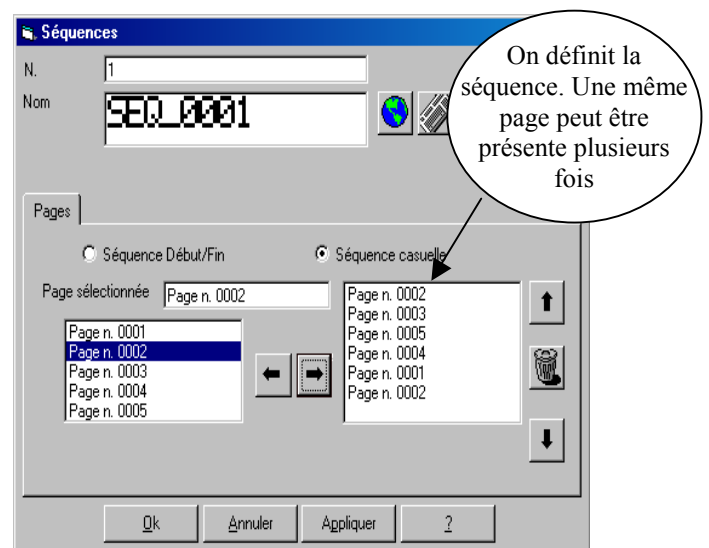 Séquences
N.
1
Nom
SEQ_0001
On définit la
séquence. Une même
page peut être
présente plusieurs
fois
Pages
Séquence Début/Fin
Séquence casuelle
Page sélectionnée
Page n. 0002
Page n. 0001
Page n. 0002
Page n. 0003
Page n. 0004
Page n. 0005
Page n. 0002
Page n. 0003
Page n. 0005
Page n. 0004
Page n. 0001
Page n. 0002
Ok
Annuler
Appliquer
?